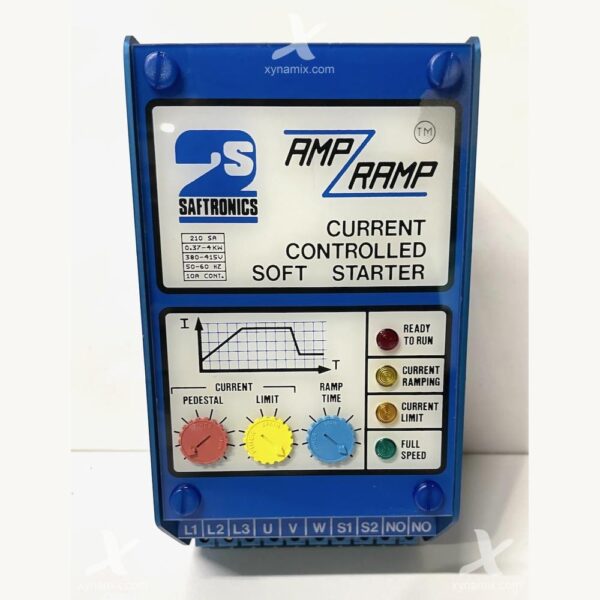 xynamix.com
2S
SAFTRONICS
AMP
RAMP
TM
CURRENT
CONTROLLED
SOFT STARTER
210 SA
0.37-4KW
380-415V
50-60 HZ
10A CONT.
I
T
CURRENT
PEDESTAL
LIMIT
RAMP
TIME
READY
TO RUN
CURRENT
RAMPING
CURRENT
LIMIT
FULL
SPEED
L1 L2 L3 U V W S1 S2 NO NO
xynamix.com
xynamix.com